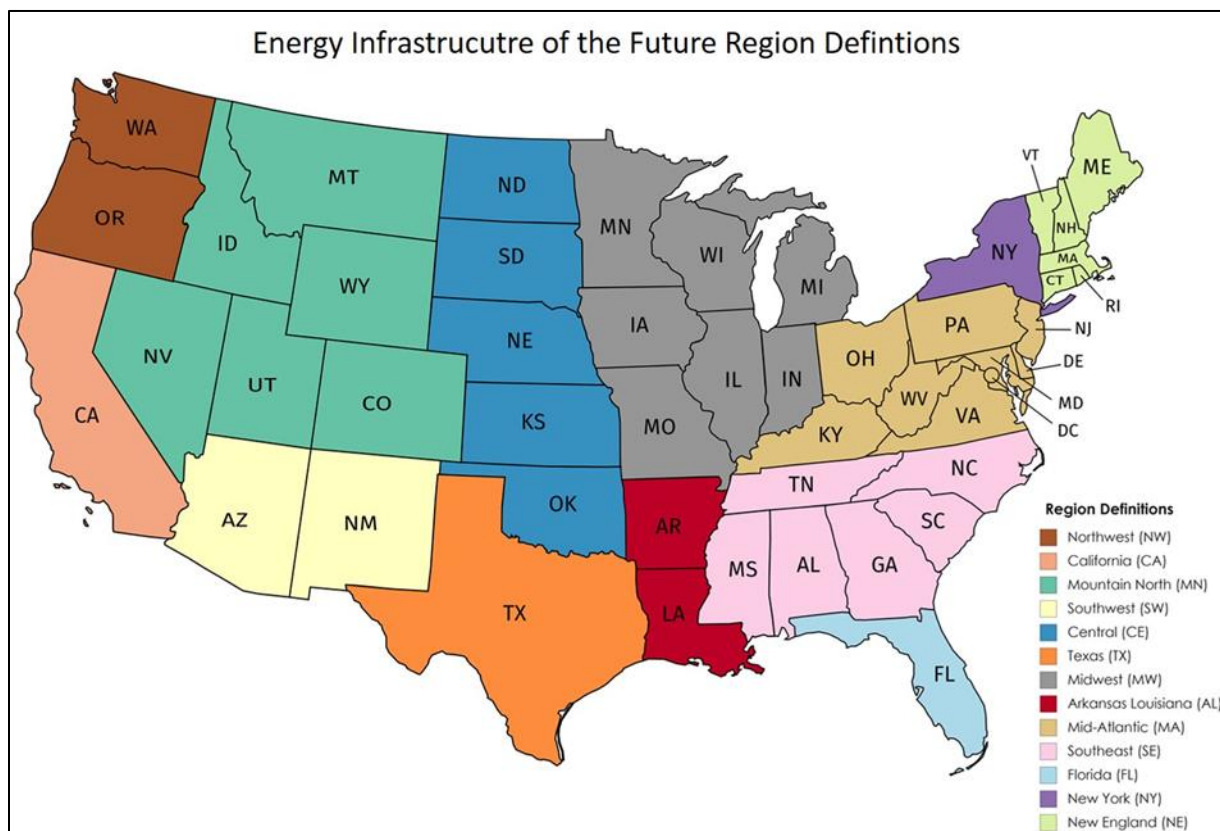 Energy Infrastrucutre of the Future Region Defintions
WA
OR
CA
ID
MT
NV
WY
UT
CO
AZ
NM
ND
SD
NE
KS
OK
TX
MN
IA
MO
WI
IL
MI
IN
AR
LA
OH
KY
WV
PA
VA
TN
NC
SC
MS
AL
GA
FL
NY
VT
ME
NH
MA
CT
RI
NJ
DE
MD
DC
Region Definitions
Northwest (NW)
California (CA)
Mountain North (MN)
Southwest (SW)
Central (CE)
Texas (TX)
Midwest (MW)
Arkansas Louisiana (AL)
Mid-Atlantic (MA)
Southeast (SE)
Florida (FL)
New York (NY)
New England (NE)